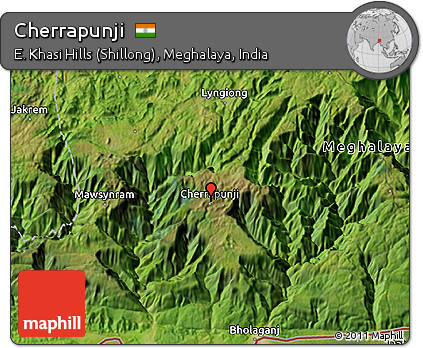 Cherrapunji
E. Khasi Hills (Shillong), Meghalaya, India
Lyngiong
Jakrem
Meghalaya
Mawsynram
Cherrapunji
maphill
Bholaganj
© 2011 Maphill